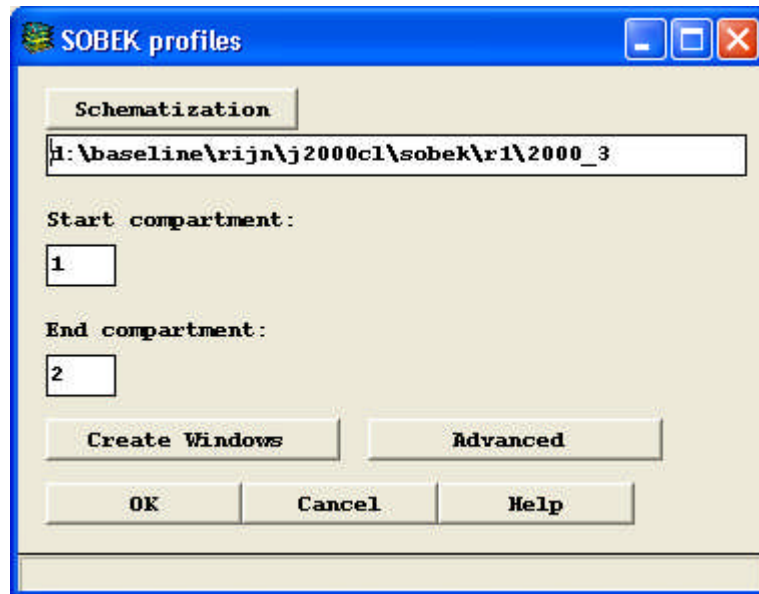 SOBEK profiles
Schematization
d:\baseline\rijn\j2000cl\sobek\r1\2000_3
Start compartment:
1
End compartment:
2
Create Windows Advanced
OK Cancel Help